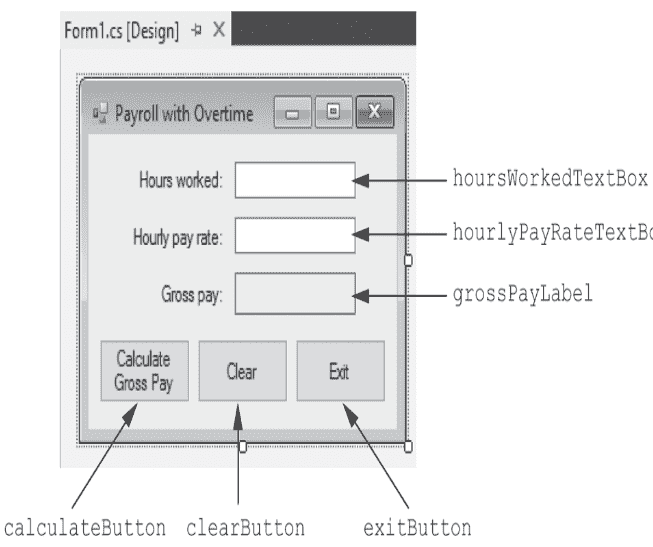 Form1.cs [Design]
Payroll with Overtime
Hours worked:
hoursWorkedTextBox
Hourly pay rate:
hourlyPayRateTextBo
Gross pay:
grossPayLabel
Calculate
Gross Pay
Clear
Exit
calculateButton clearButton exitButton